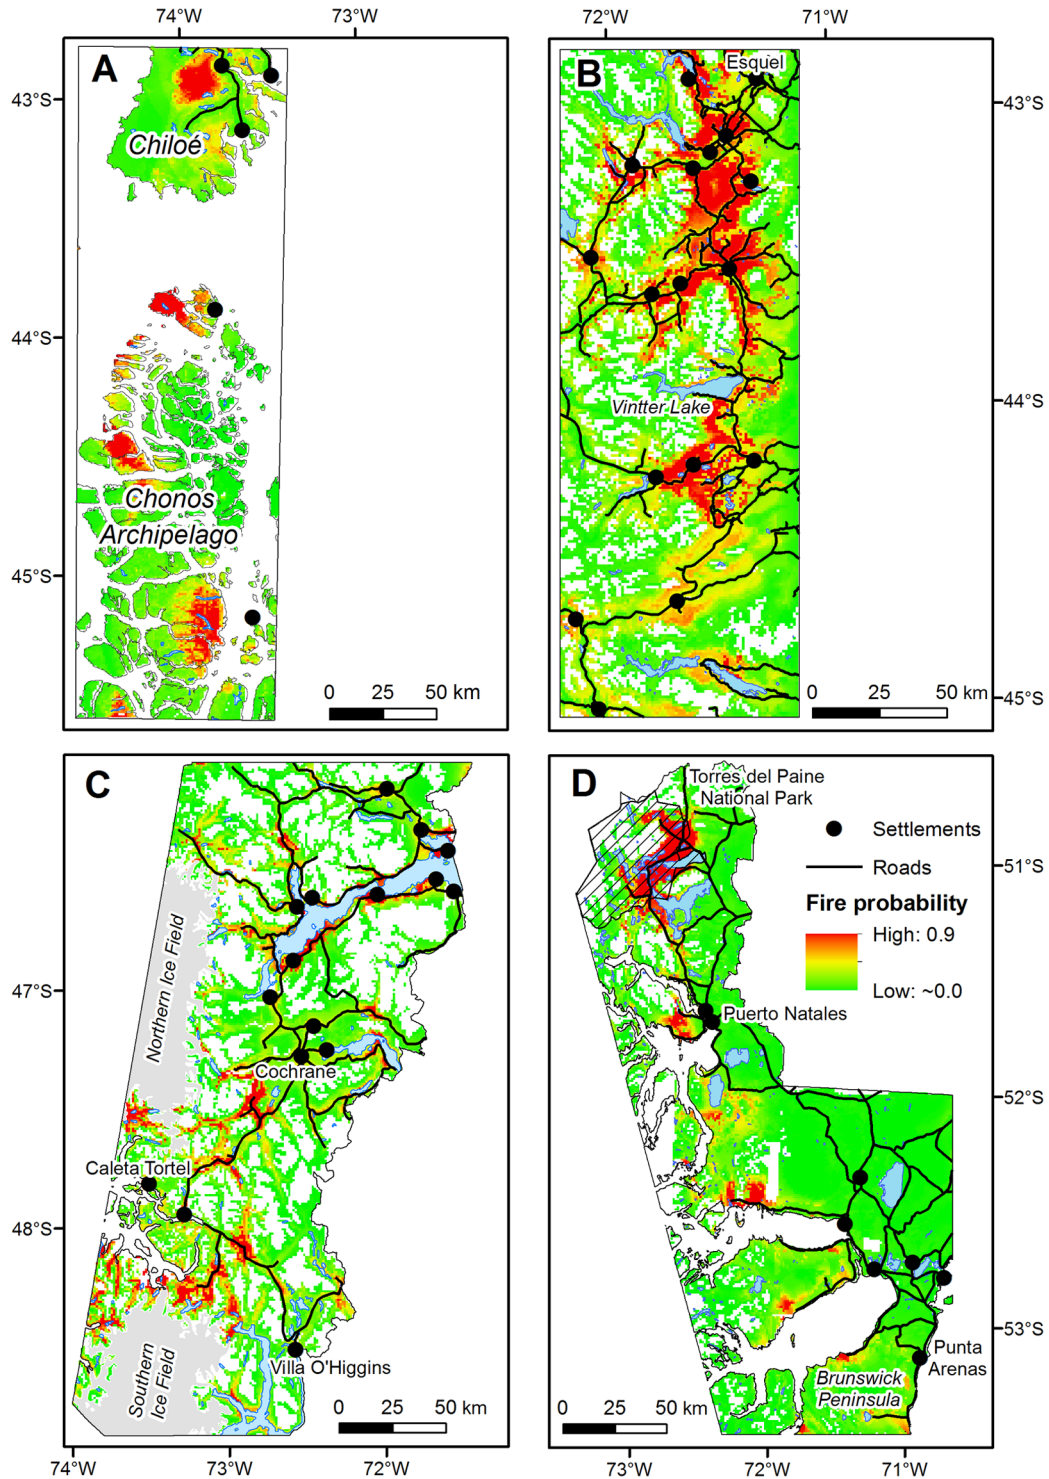 74°W 73°W
72°W 71°W
A
B
Esquel
43°S
43°S
Chiloé
44°S
Vintter Lake
44°S
Chonos
Archipelago
45°S
0 25 50 km
0 25 50 km
45°S
C
D
Torres del Paine
National Park
Settlements
Roads
Fire probability
High: 0.9
Low: ~0.0
51°S
Northern Ice Field
47°S
Puerto Natales
Cochrane
52°S
Caleta Tortel
48°S
Villa O'Higgins
Southern
Ice Field
53°S
Punta
Arenas
Brunswick
Peninsula
0 25 50 km
0 25 50 km
74°W 73°W 72°W
73°W 72°W 71°W